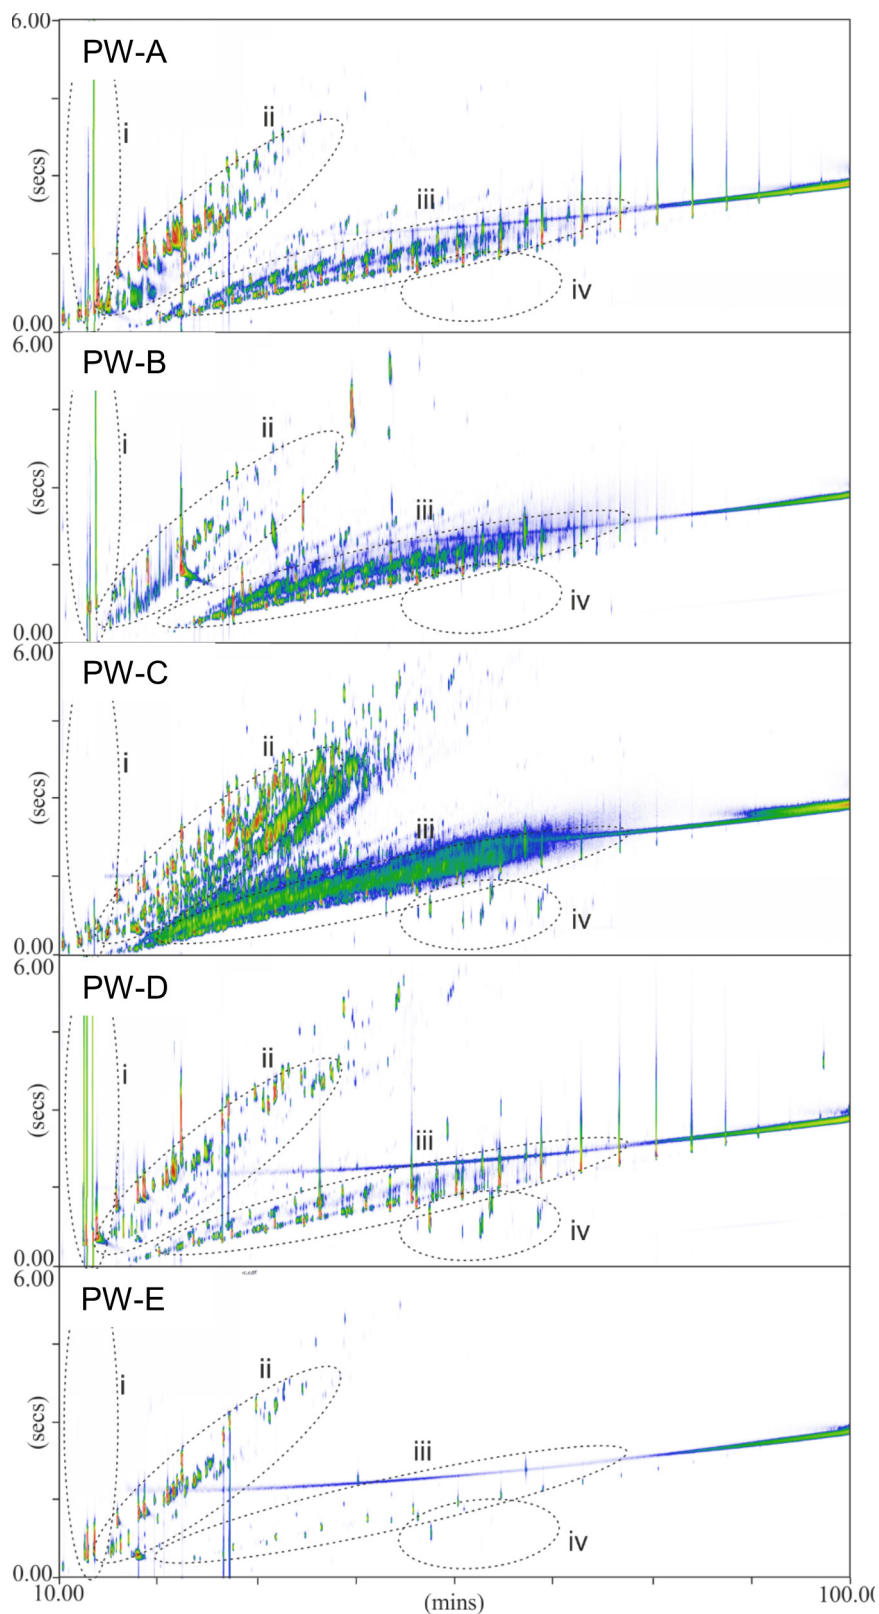 6.00
PW-A
i
ii
(secs)
iii
iv
0.00
6.00
PW-B
i
ii
(secs)
iii
iv
0.00
6.00
PW-C
i
ii
(secs)
iii
iv
0.00
6.00
PW-D
i
ii
(secs)
iii
iv
0.00
6.00
PW-E
i
ii
(secs)
iii
iv
0.00
10.00
(mins)
100.00